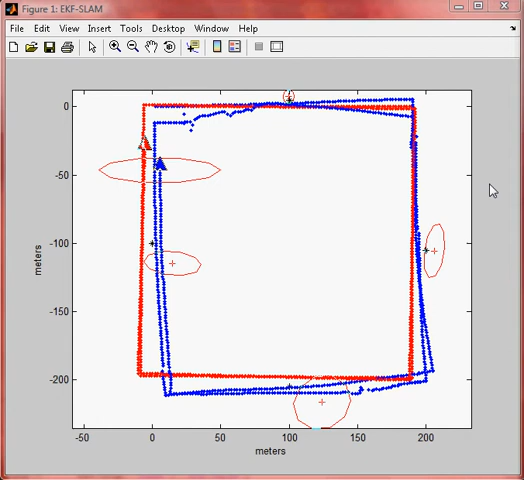 Figure 1: EKF-SLAM
File Edit View Insert Tools Desktop Window Help
0
-50
-100
-150
-200
meters
-50 0 50 100 150 200
meters